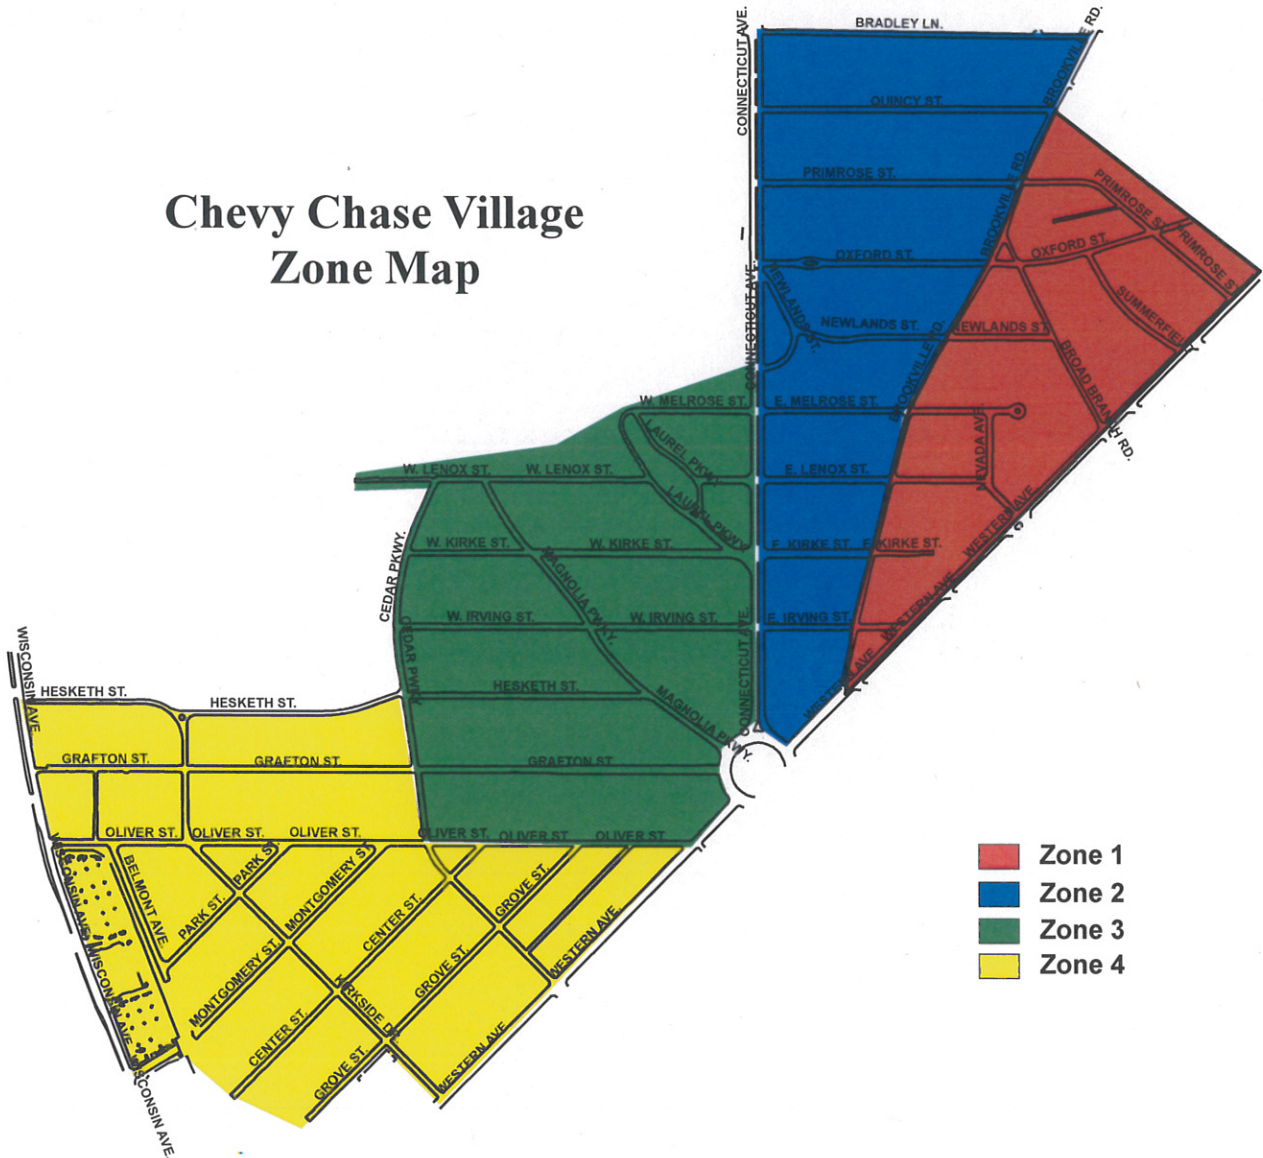 BRADLEY LN.
CONNECTICUT AVE.
BROOKVILLE RD.
QUINCY ST.
PRIMROSE ST.
BROOKVILLE RD.
PRIMROSE ST.
Chevy Chase Village
Zone Map
OXFORD ST.
OXFORD ST.
PRIMROSE ST.
CONNECTICUT AVE.
NEWLANDS ST.
NEWLANDS ST.
NEWLANDS ST.
SUMMERFIELD
BROOKVILLE RD.
BROAD BRANCH RD.
W. MELROSE ST.
E. MELROSE ST.
LAUREL PKWY.
NEVADA AVE.
W. LENOX ST.
W. LENOX ST.
E. LENOX ST.
LAUREL PKWY.
WESTERN AVE.
CEDAR PKWY.
W. KIRKE ST.
W. KIRKE ST.
E. KIRKE ST.
E. KIRKE ST.
MAGNOLIA PKWY.
W. IRVING ST.
W. IRVING ST.
E. IRVING ST.
WESTERN AVE.
CEDAR PKWY.
CONNECTICUT AVE.
WESTERN AVE.
WISCONSIN AVE.
HESKETH ST.
HESKETH ST.
HESKETH ST.
MAGNOLIA PKWY.
GRAFTON ST.
GRAFTON ST.
GRAFTON ST.
OLIVER ST.
OLIVER ST.
OLIVER ST.
OLIVER ST.
OLIVER ST.
OLIVER ST.
WISCONSIN AVE.
BELMONT AVE.
PARK ST.
PARK ST.
MONTGOMERY ST.
CENTER ST.
GROVE ST.
WESTERN AVE.
WISCONSIN AVE.
MONTGOMERY ST.
GROVE ST.
KIRKSIDE DR.
CENTER ST.
GROVE ST.
WESTERN AVE.
WISCONSIN AVE.
Zone 1
Zone 2
Zone 3
Zone 4